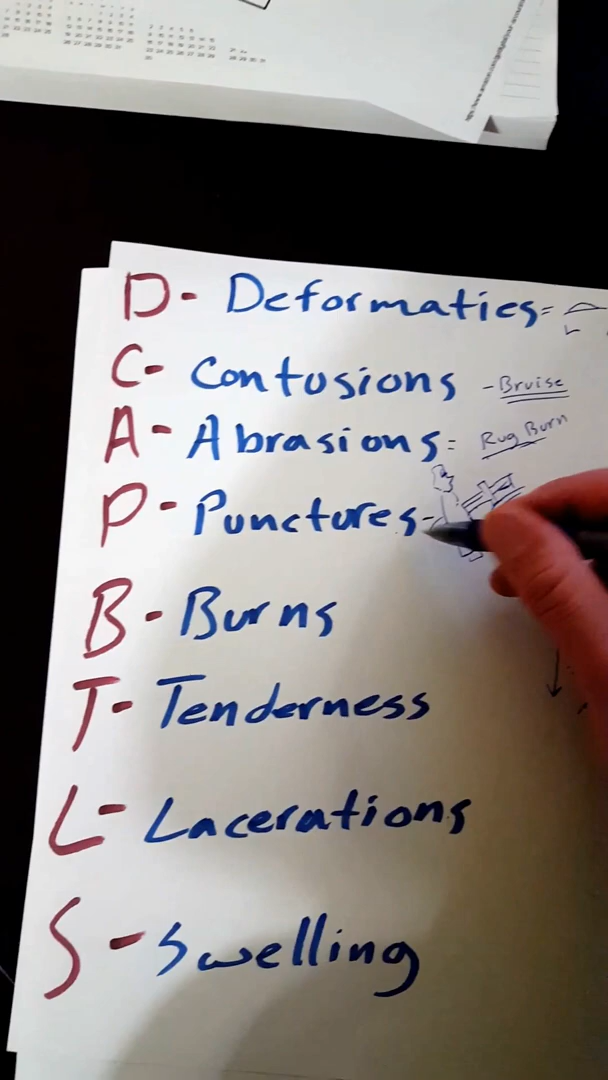 D- Deformaties=
C- Contusions - Bruise
A- Abrasions= Rug Burn
P- Punctures-
B- Burns
T- Tenderness
L- Lacerations
S- Swelling